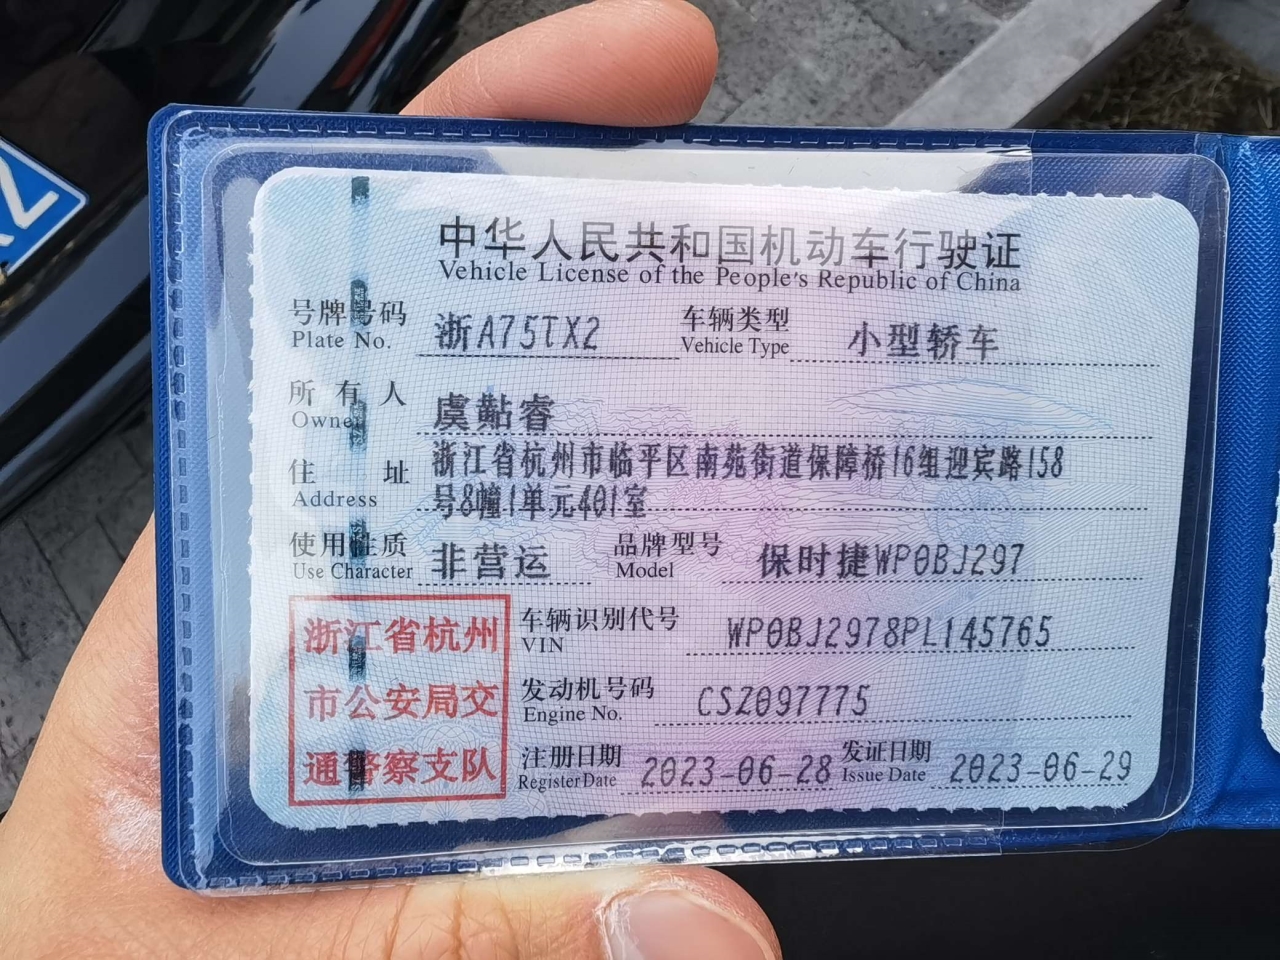 中华人民共和国机动车行驶证
Vehicle License of the People's Republic of China
号牌号码 浙A75TX2 车辆类型 小型轿车
Plate No. Vehicle Type
所有人 虞黇睿
Owner
住址 浙江省杭州市临平区南苑街道保障桥16组迎宾路158
Address 号8幢1单元401室
使用性质 非营运 品牌型号 保时捷WP0BJ297
Use Character Model
浙江省杭州
市公安局交
通警察支队
车辆识别代号 WP0BJ2978PL145765
VIN
发动机号码 CSZ097775
Engine No.
注册日期 2023-06-28 发证日期 2023-06-29
Register Date Issue Date